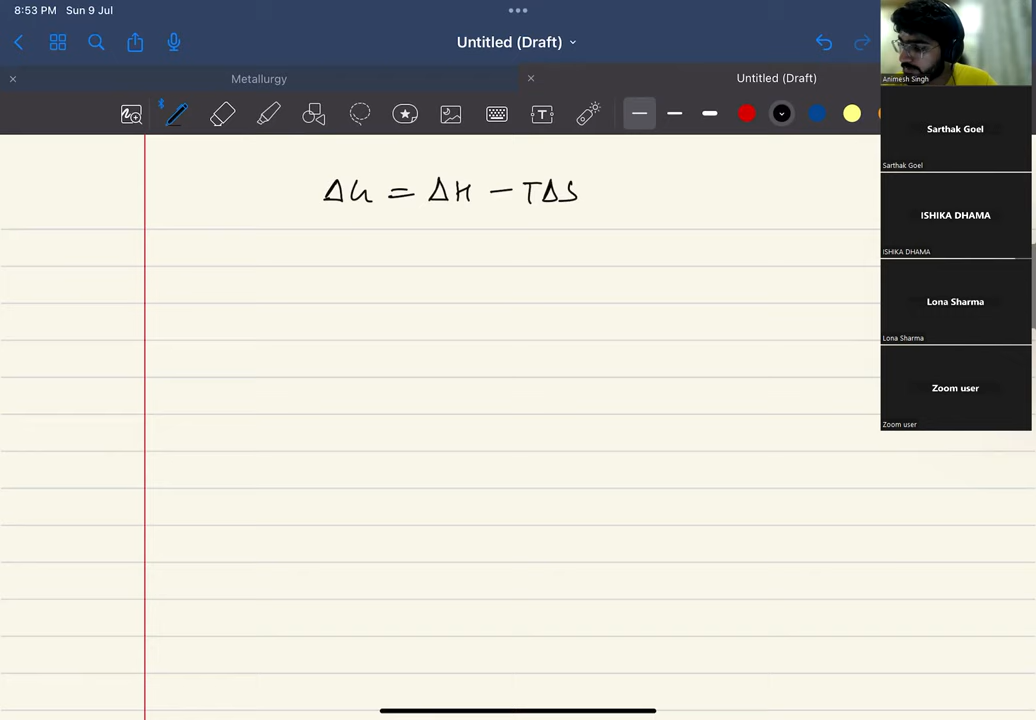 8:53 PM Sun 9 Jul
Untitled (Draft)
Metallurgy
Untitled (Draft)
Animesh Singh
ΔG = ΔH − TΔS
Sarthak Goel
Sarthak Goel
ISHIKA DHAMA
ISHIKA DHAMA
Lona Sharma
Lona Sharma
Zoom user
Zoom user